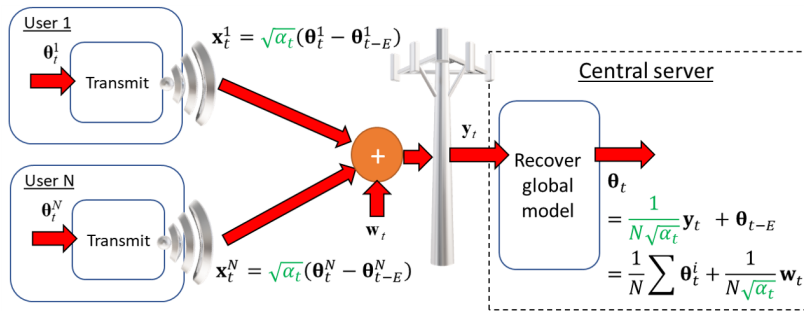 User 1
θ_t^1
Transmit
x_t^1 = √α_t(θ_t^1 − θ_{t−E}^1)
User N
θ_t^N
Transmit
x_t^N = √α_t(θ_t^N − θ_{t−E}^N)
+
w_t
y_t
Central server
Recover
global
model
θ_t
= 1/(N√α_t) y_t + θ_{t−E}
= 1/N ∑ θ_t^i + 1/(N√α_t) w_t